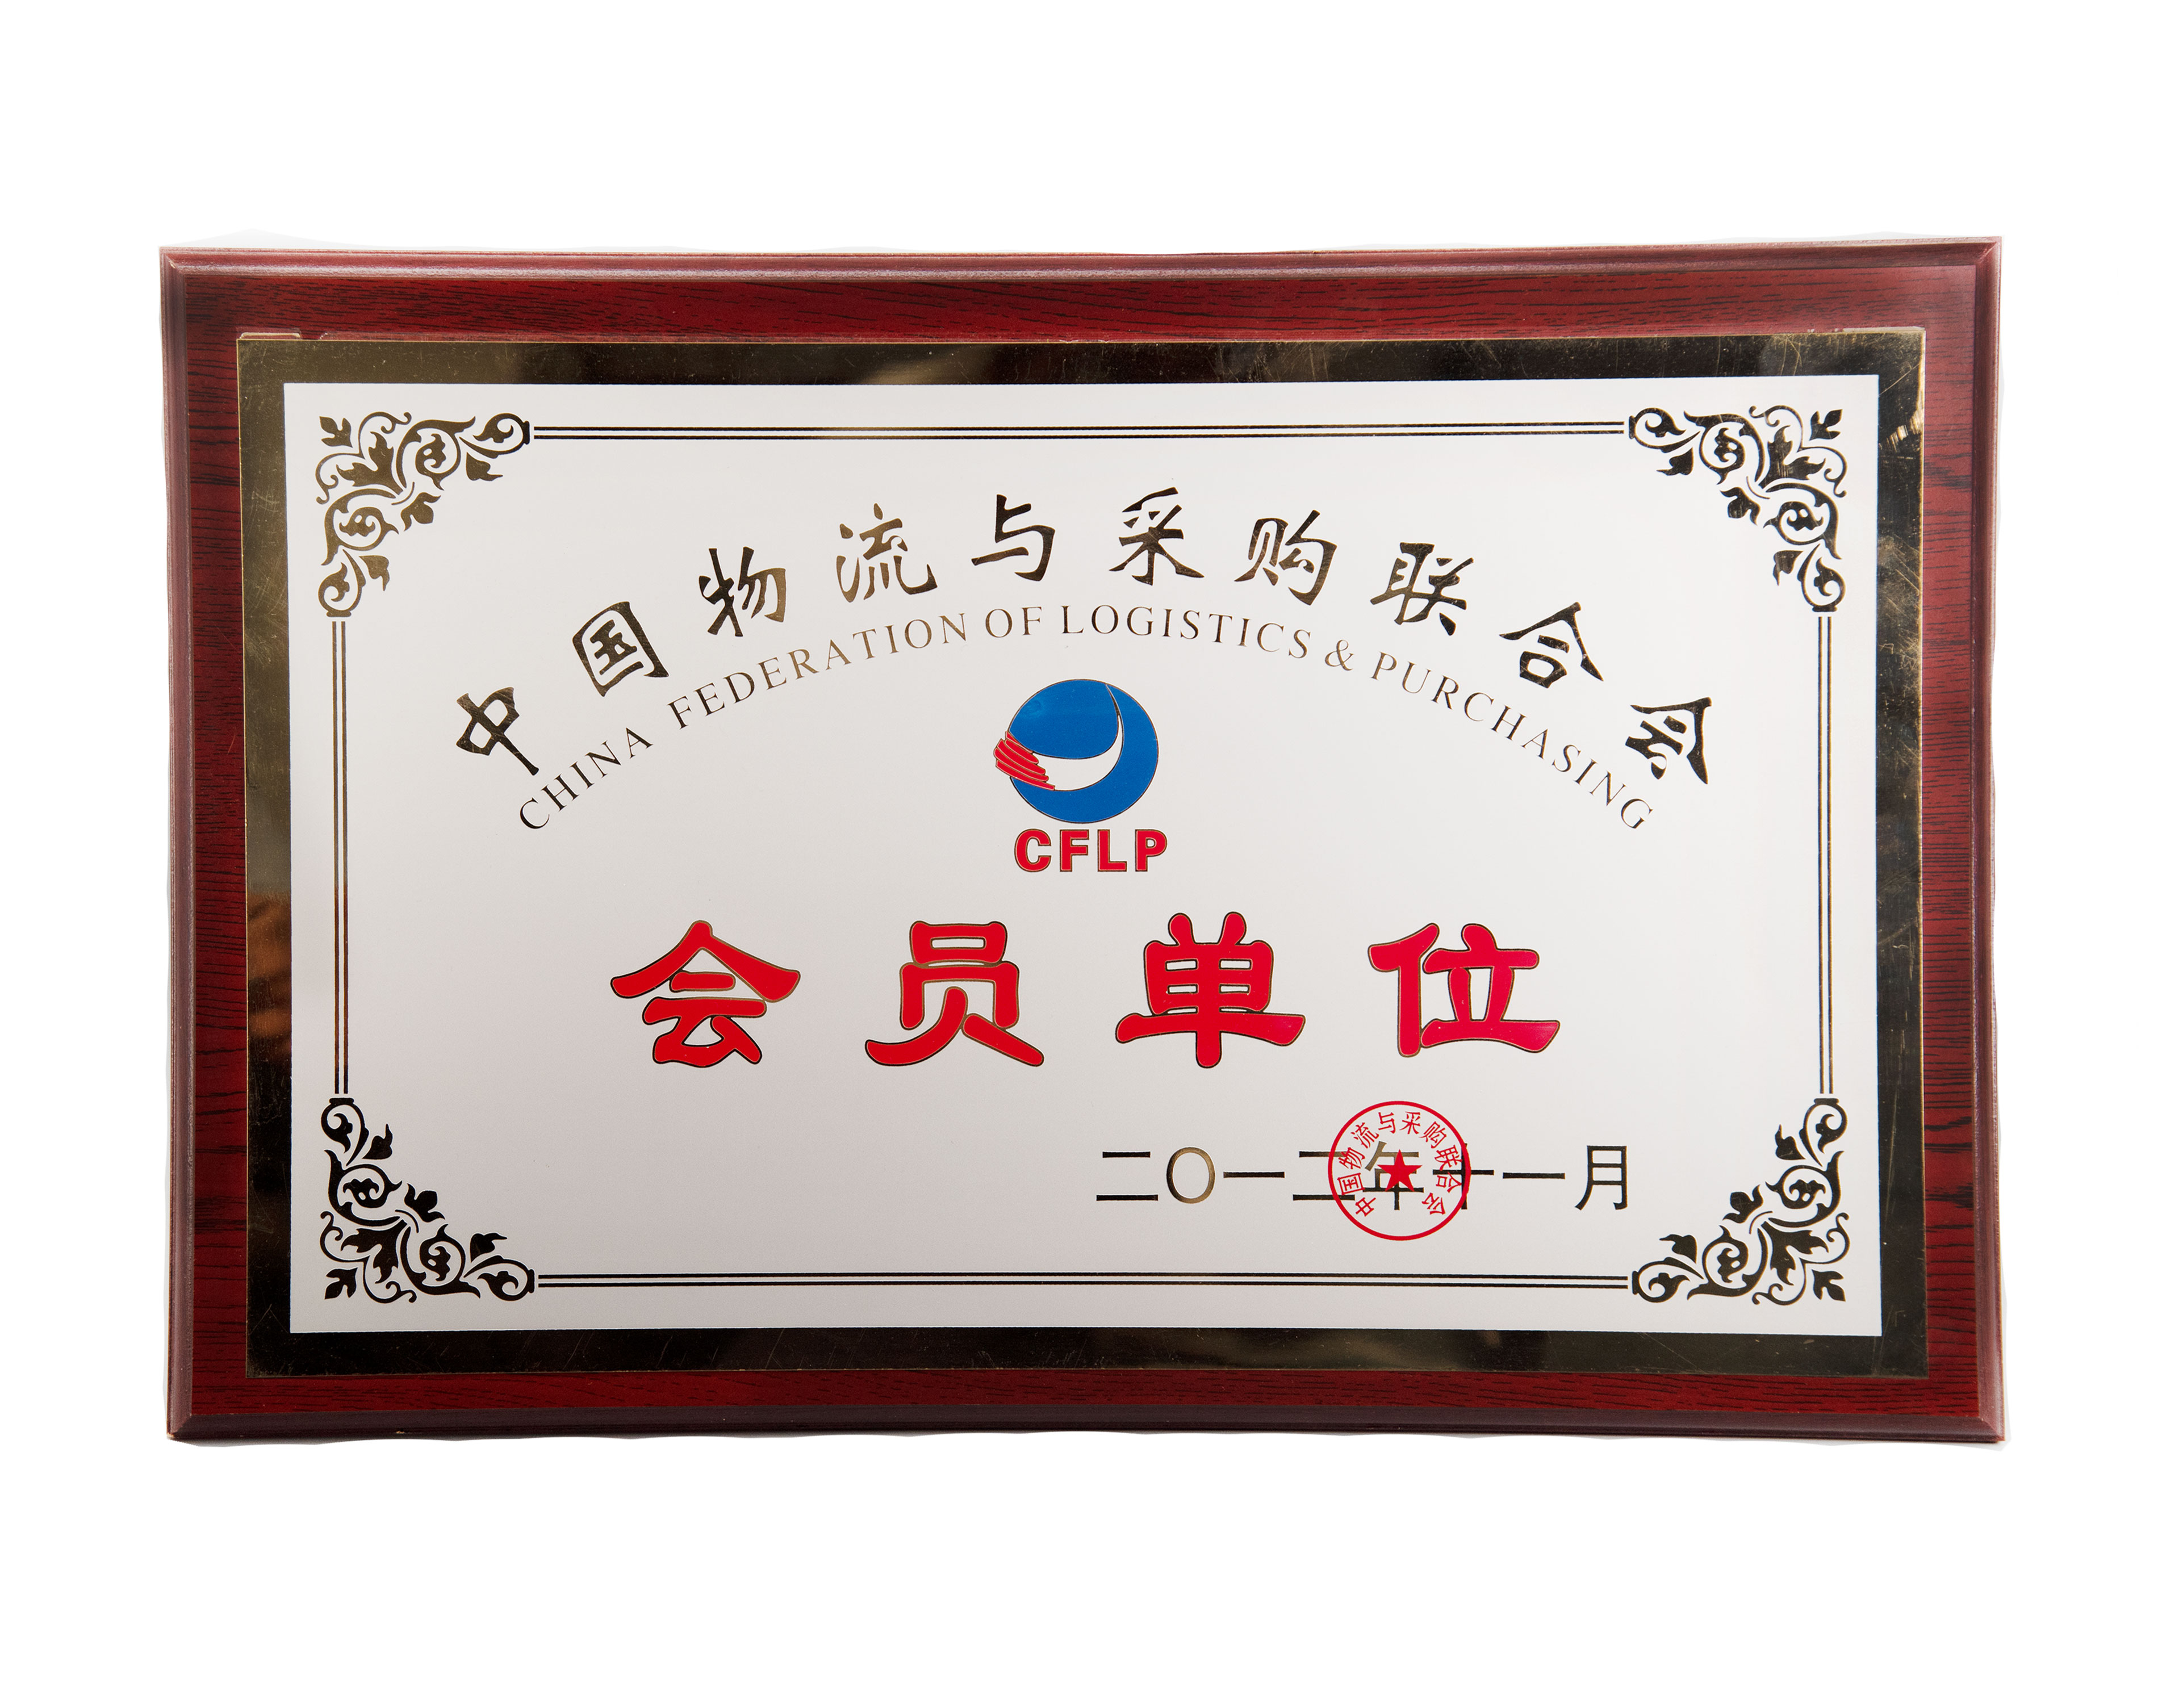 中国物流与采购联合会
CHINA FEDERATION OF LOGISTICS & PURCHASING
CFLP
会员单位
二〇一二年十一月
中国物流与采购联合会